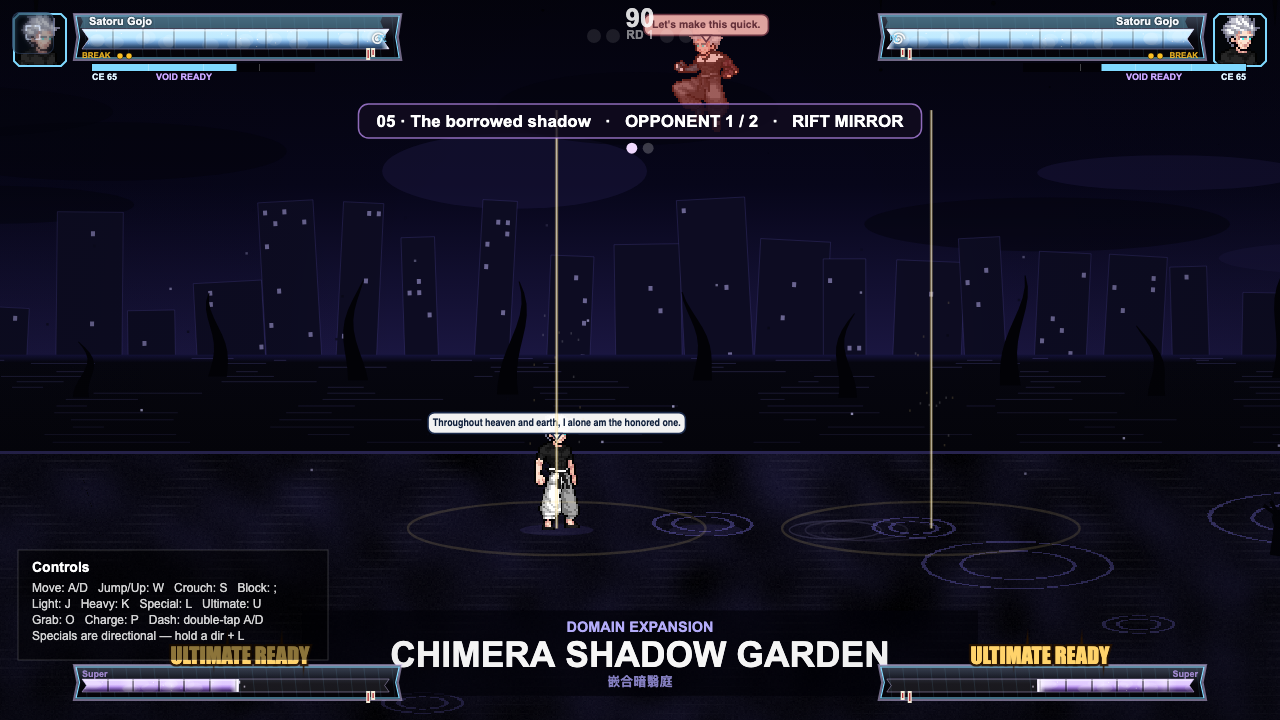 Satoru Gojo
BREAK
CE 65
VOID READY
90
RD 1
Let's make this quick.
Satoru Gojo
BREAK
VOID READY
CE 65
05 · The borrowed shadow · OPPONENT 1 / 2 · RIFT MIRROR
Throughout heaven and earth, I alone am the honored one.
Controls
Move: A/D Jump/Up: W Crouch: S Block: ;
Light: J Heavy: K Special: L Ultimate: U
Grab: O Charge: P Dash: double-tap A/D
Specials are directional — hold a dir + L
ULTIMATE READY
Super
DOMAIN EXPANSION
CHIMERA SHADOW GARDEN
嵌合暗翳庭
ULTIMATE READY
Super